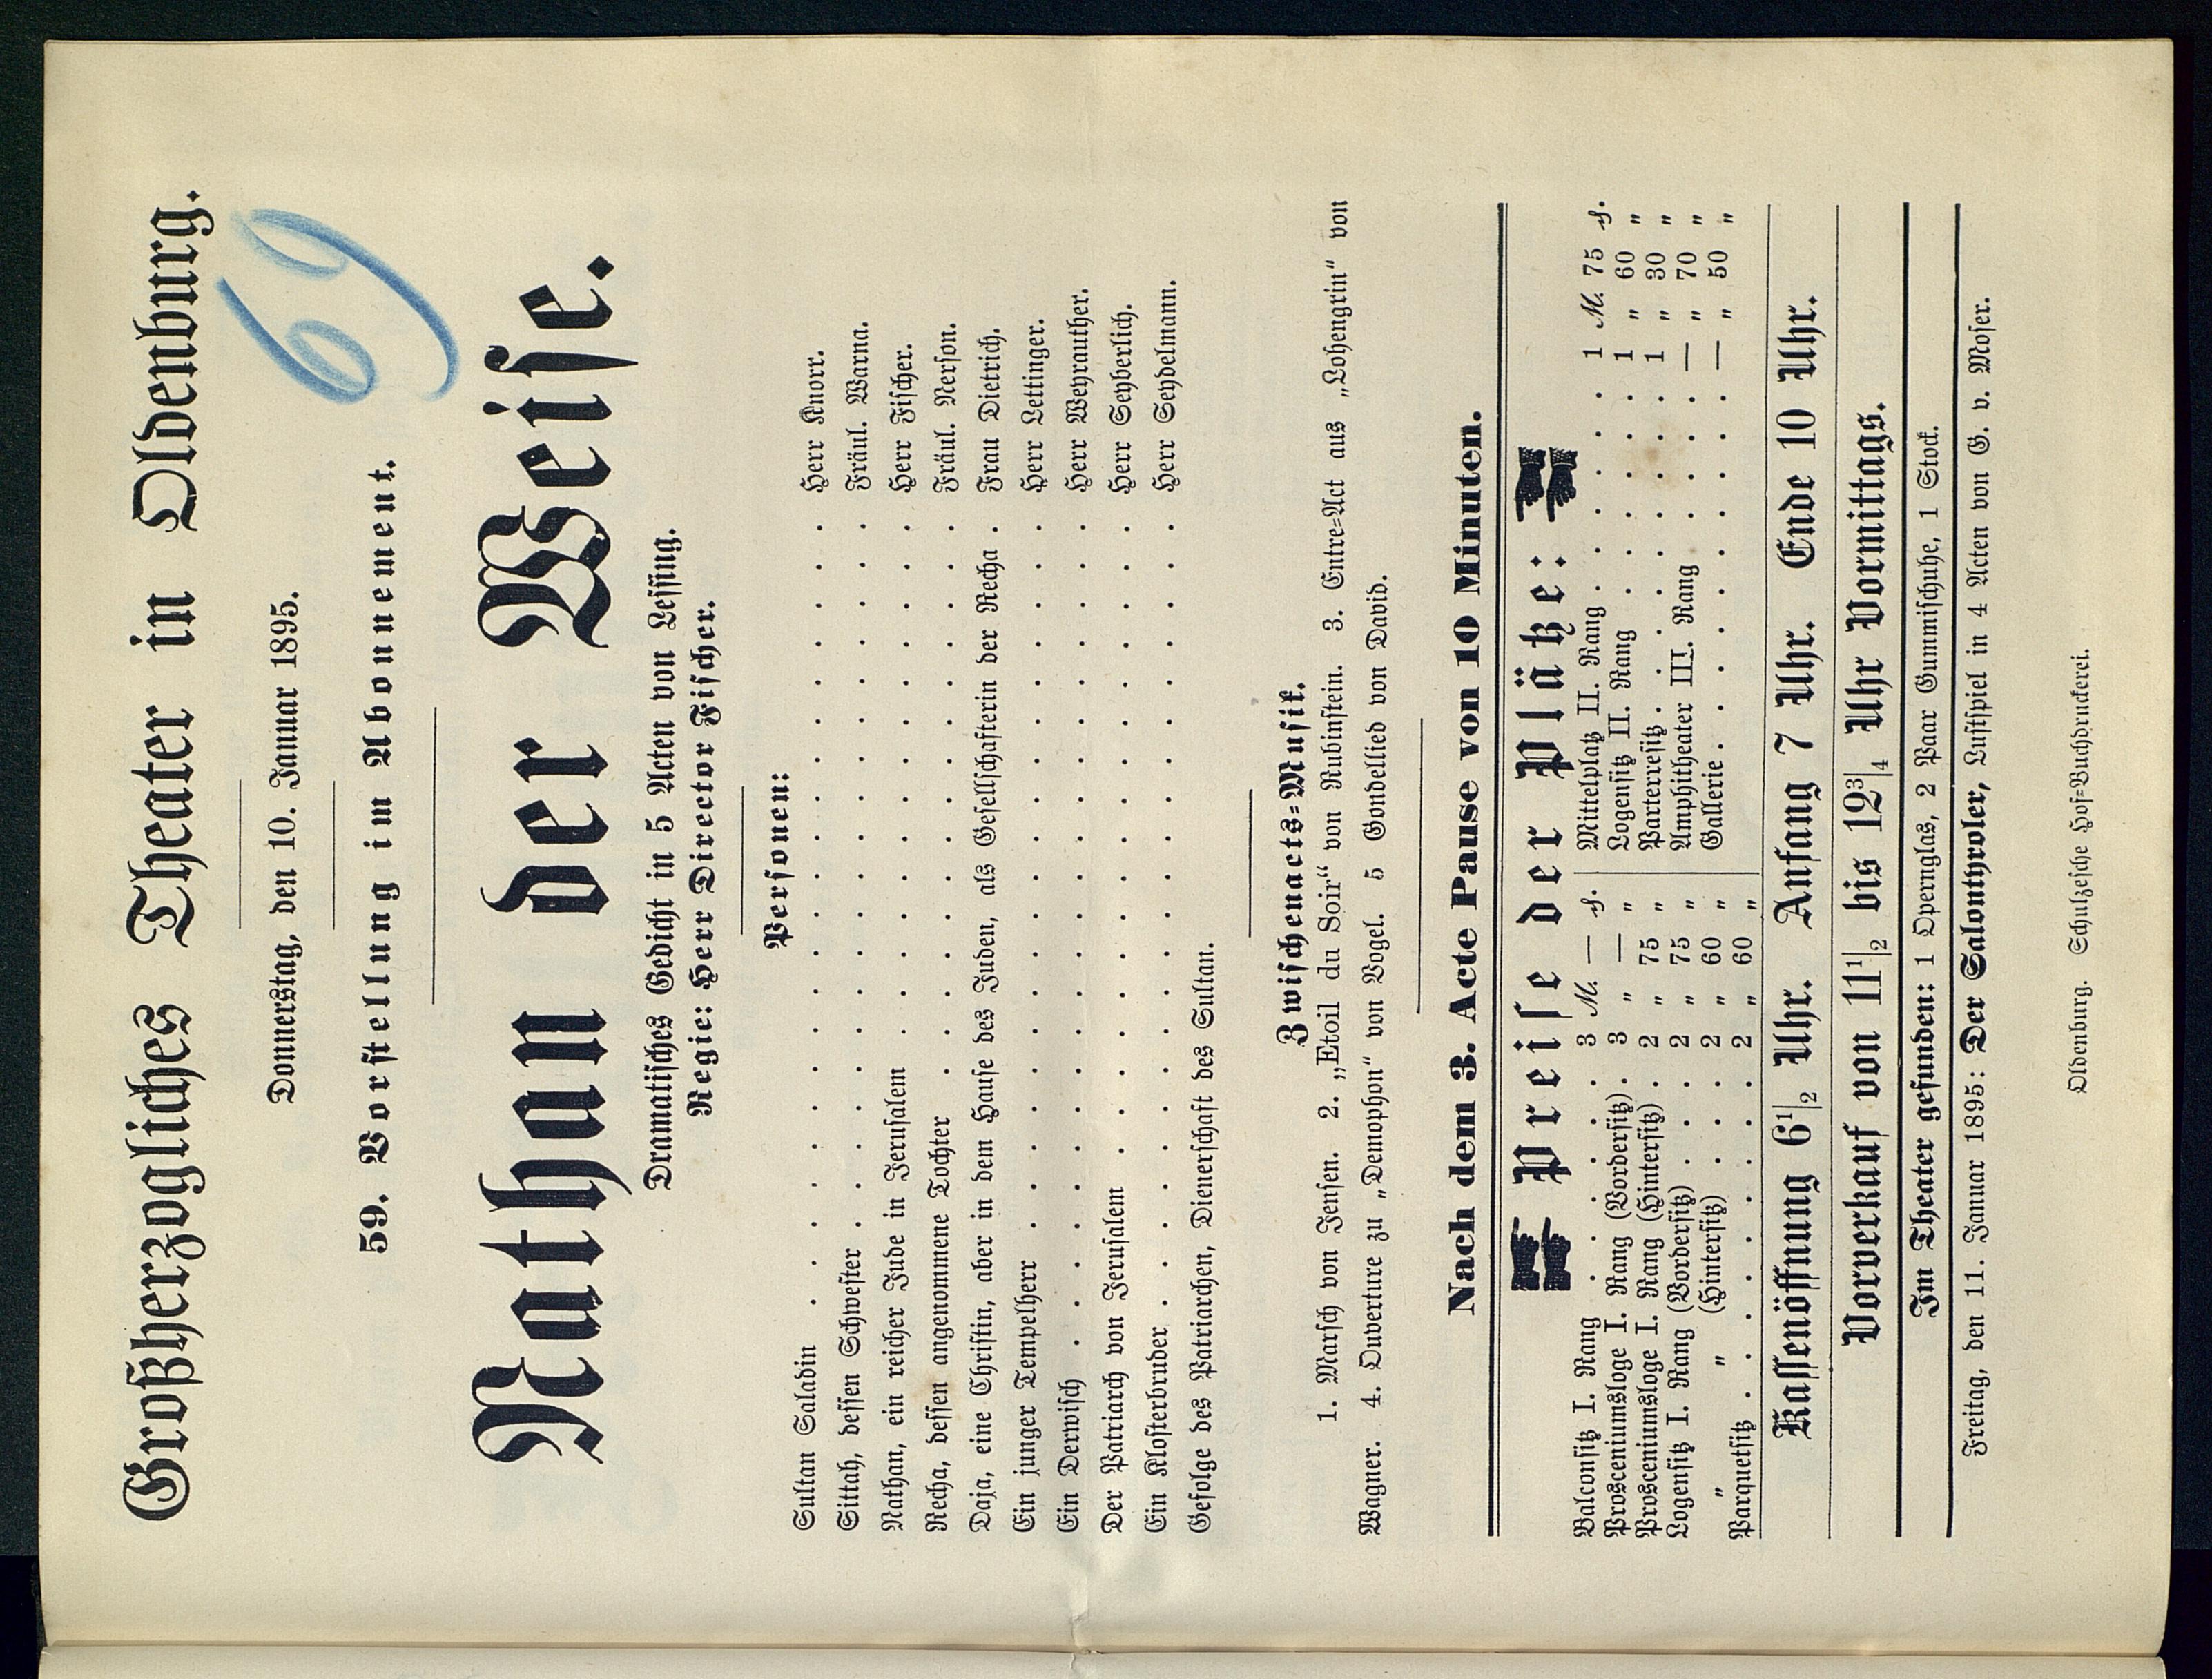 Großherzogliches Theater in Oldenburg.
69
Donnerstag, den 10. Januar 1895.
59. Vorstellung im Abonnement.
Nathan der Weise.
Dramatisches Gedicht in 5 Acten von Lessing.
Regie: Herr Director Fischer.
Personen:
Sultan Saladin . . . . . . . . . . Herr Knorr.
Sittah, dessen Schwester . . . . . . . . . . Fräul. Warna.
Nathan, ein reicher Jude in Jerusalem . . . . . . . . Herr Fischer.
Recha, dessen angenommene Tochter . . . . . . . . Fräul. Nerson.
Daja, eine Christin, aber in dem Hause des Juden, als Gesellschafterin der Recha . Frau Dietrich.
Ein junger Tempelherr . . . . . . . . . . Herr Lettinger.
Ein Derwisch . . . . . . . . . . Herr Weyrauther.
Der Patriarch von Jerusalem . . . . . . . . . Herr Seyberlich.
Ein Klosterbruder . . . . . . . . . . Herr Seydelmann.
Gefolge des Patriarchen, Dienerschaft des Sultan.
Zwischenacts-Musik.
1. Marsch von Jensen. 2. „Etoil du Soir“ von Rubinstein. 3. Entre-Act aus „Lohengrin“ von
Wagner. 4. Ouverture zu „Demophon“ von Vogel. 5 Gondellied von David.
Nach dem 3. Acte Pause von 10 Minuten.
Preise der Plätze:
Balconsitz I. Rang . . . . . 3 M. — ₰.
Prosceniumsloge I. Rang (Vordersitz) . 3 " — "
Prosceniumsloge I. Rang (Hintersitz) . 2 " 75 "
Logensitz I. Rang (Vordersitz) . . . 2 " 75 "
" " (Hintersitz) . . . 2 " 60 "
Parquetsitz . . . . . . . 2 " 60 "
Mittelplatz II. Rang . . . . . 1 M. 75 ₰.
Logensitz II. Rang . . . . . 1 " 60 "
Parterresitz . . . . . . 1 " 30 "
Amphitheater III. Rang . . . . — " 70 "
Gallerie . . . . . . . — " 50 "
Kassenöffnung 6 1/2 Uhr. Anfang 7 Uhr. Ende 10 Uhr.
Vorverkauf von 11 1/2 bis 12 3/4 Uhr Vormittags.
Im Theater gefunden: 1 Opernglas, 2 Paar Gummischuhe, 1 Stock.
Freitag, den 11. Januar 1895: Der Salontyroler, Lustspiel in 4 Acten von G. v. Moser.
Oldenburg. Schulzesche Hof-Buchdruckerei.